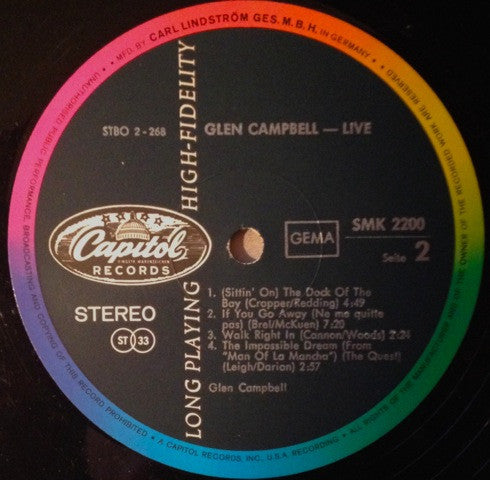 MFD. BY CARL LINDSTRÖM GES. M. B. H. IN GERMANY
UNAUTHORISED PUBLIC PERFORMANCE, BROADCASTING AND COPYING OF THIS RECORD PROHIBITED • A CAPITOL RECORDS, INC., U.S.A. RECORDING • ALL RIGHTS OF THE MANUFACTURER AND OF THE OWNER OF THE RECORDED WORK ARE RESERVED
LONG PLAYING HIGH-FIDELITY
STBO 2 - 268
GLEN CAMPBELL — LIVE
Capitol
RECORDS
GEMA
SMK 2200
Seite 2
STEREO
ST 33
1. (Sittin' On) The Dock Of The
Bay (Crapper/Redding) 4:49
2. If You Go Away (Ne me quitte
pas) (Brel/McKuen) 7:20
3. Walk Right In (Cannon/Woods) 2:24
4. The Impossible Dream (From
"Man Of La Mancha") (The Quest)
(Leigh/Darion) 2:57
Glen Campbell